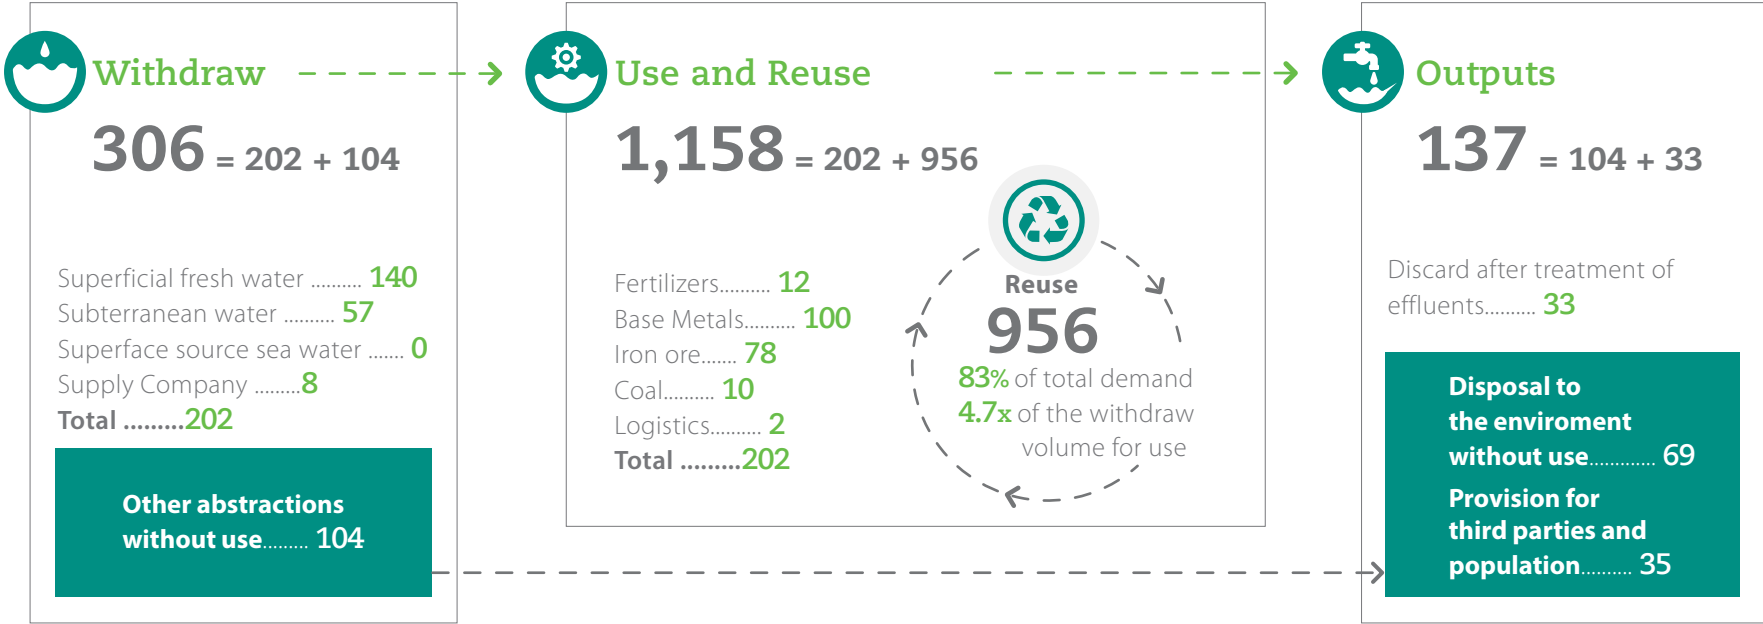 Withdraw
306 = 202 + 104
Superficial fresh water .......... 140
Subterranean water .......... 57
Superface source sea water ....... 0
Supply Company .........8
Total .........202
Other abstractions
without use......... 104
Use and Reuse
1,158 = 202 + 956
Fertilizers.......... 12
Base Metals.......... 100
Iron ore....... 78
Coal.......... 10
Logistics.......... 2
Total .........202
Reuse
956
83% of total demand
4.7x of the withdraw
volume for use
Outputs
137 = 104 + 33
Discard after treatment of
effluents.......... 33
Disposal to
the enviroment
without use............. 69
Provision for
third parties and
population.......... 35